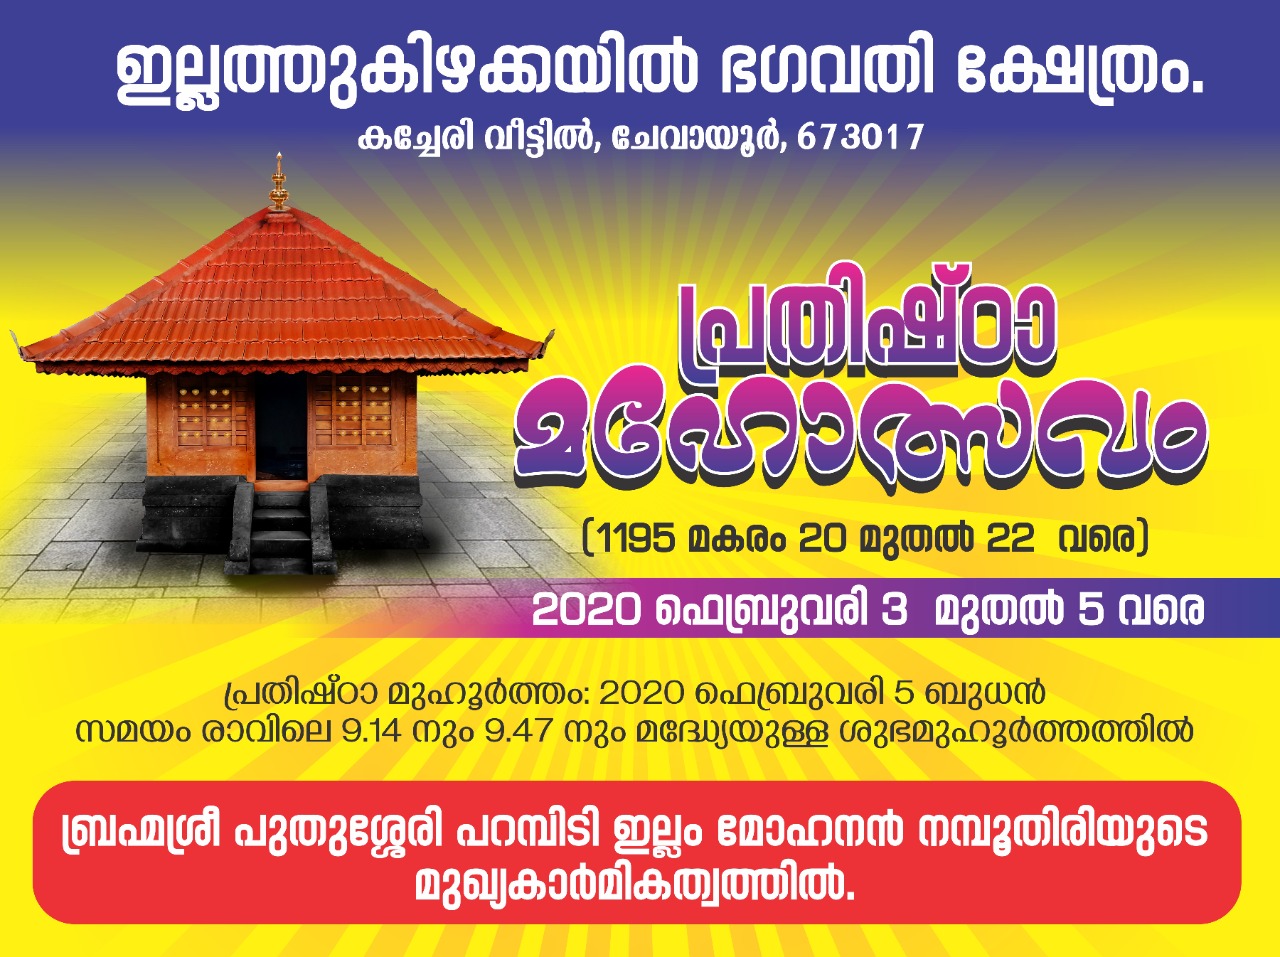 ഇല്ലത്തുകിഴക്കയിൽ ഭഗവതി ക്ഷേത്രം.
കച്ചേരി വീട്ടിൽ, ചേവായൂർ, 673017
പ്രതിഷ്ഠാ
മഹോത്സവം
(1195 മകരം 20 മുതൽ 22 വരെ)
2020 ഫെബ്രുവരി 3 മുതൽ 5 വരെ
പ്രതിഷ്ഠാ മുഹൂർത്തം: 2020 ഫെബ്രുവരി 5 ബുധൻ
സമയം രാവിലെ 9.14 നും 9.47 നും മദ്ധ്യേയുള്ള ശുഭമുഹൂർത്തത്തിൽ
ബ്രഹ്മശ്രീ പുതുശ്ശേരി പറമ്പിടി ഇല്ലം മോഹനൻ നമ്പൂതിരിയുടെ
മുഖ്യകാർമികത്വത്തിൽ.